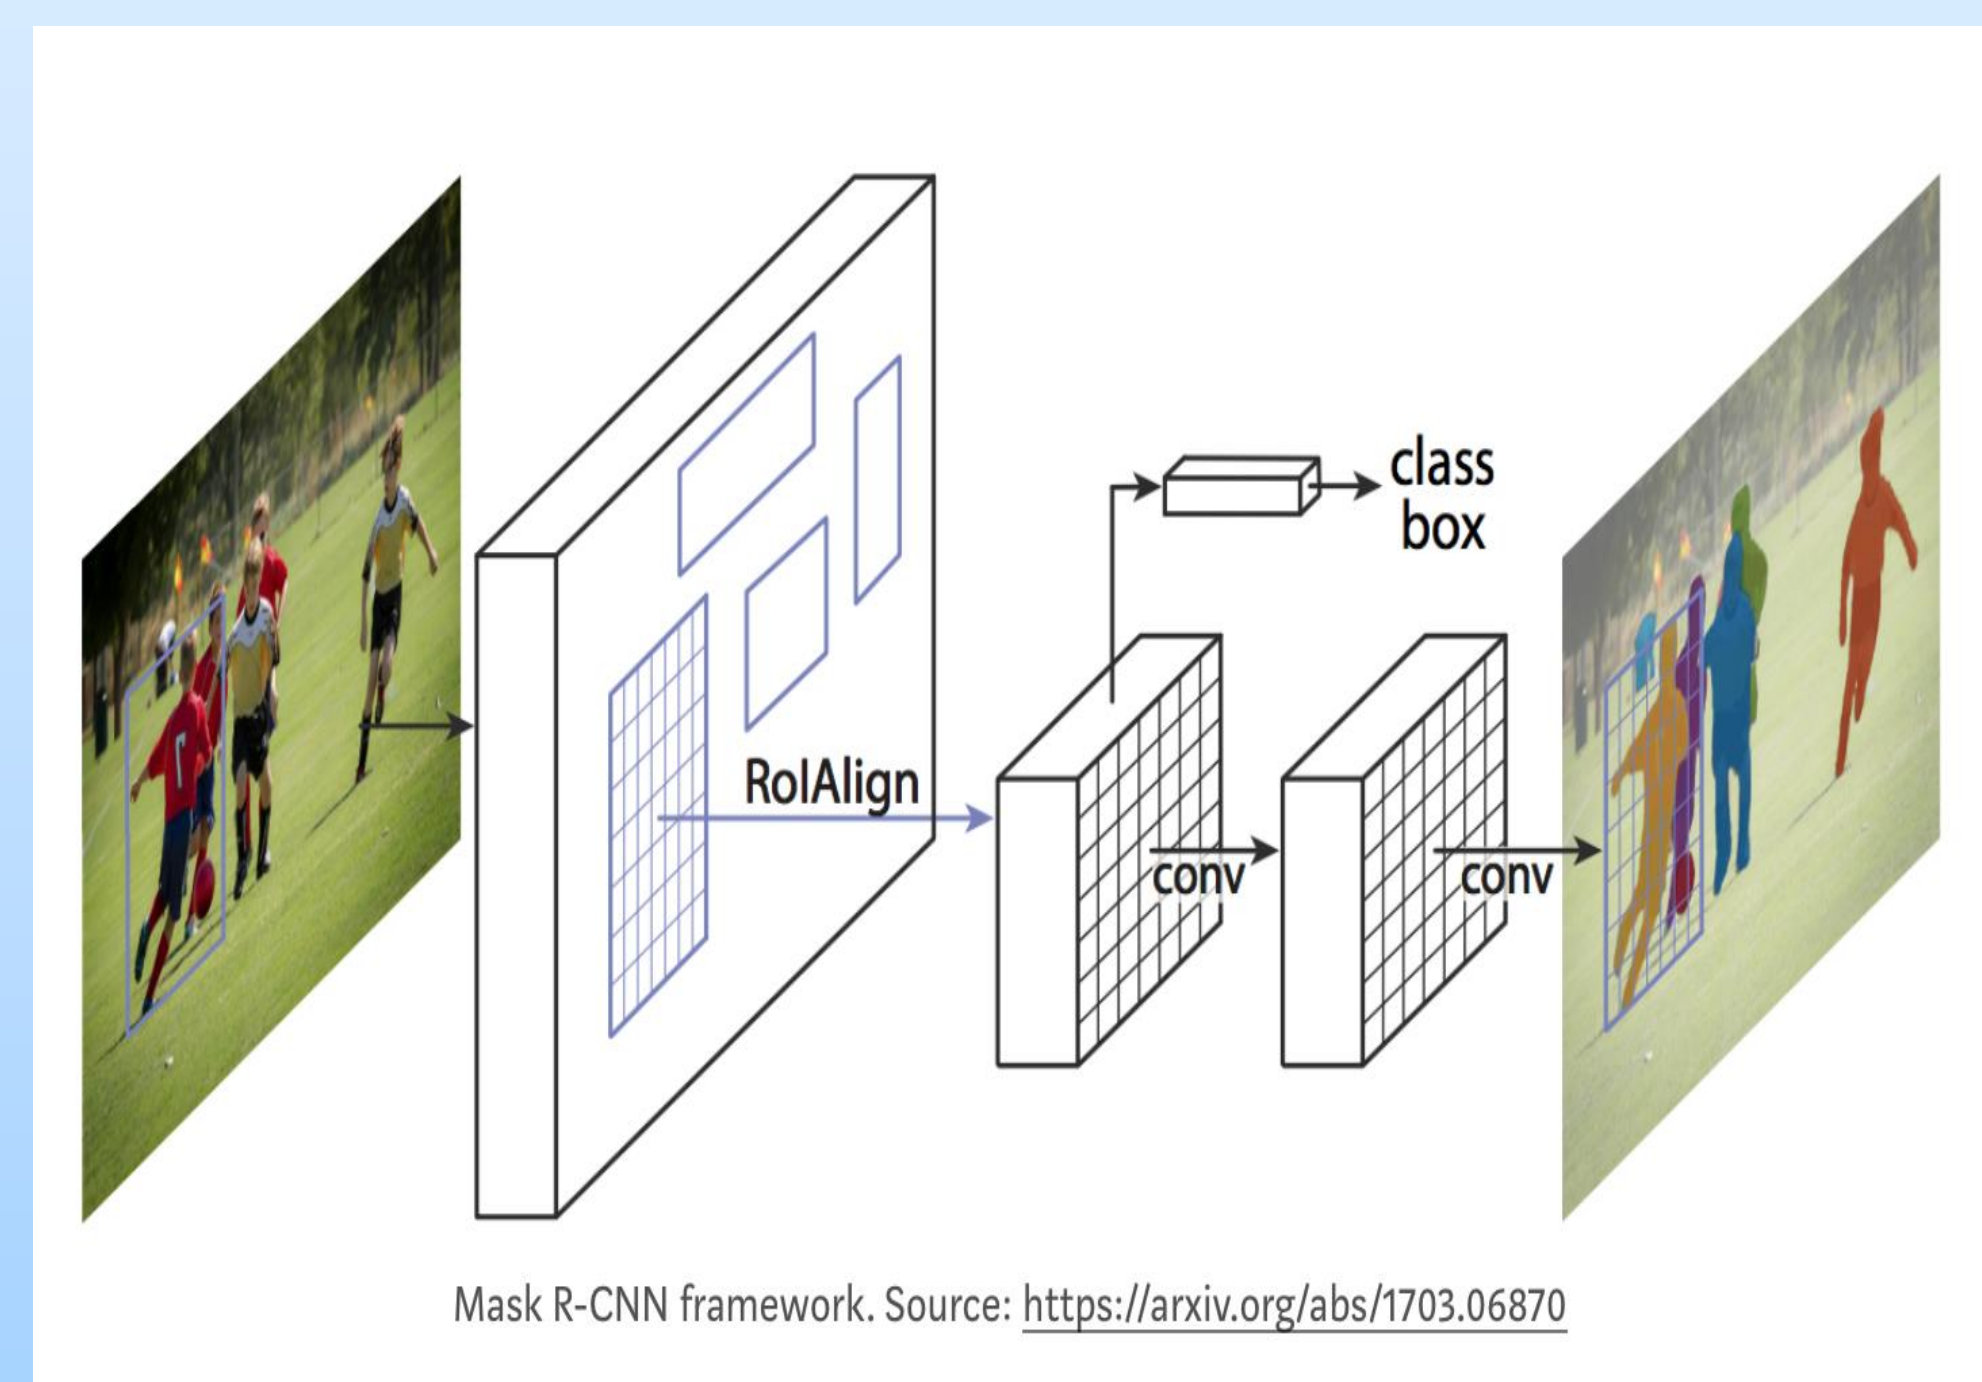 class
box
RoIAlign
conv
conv
Mask R-CNN framework. Source: https://arxiv.org/abs/1703.06870